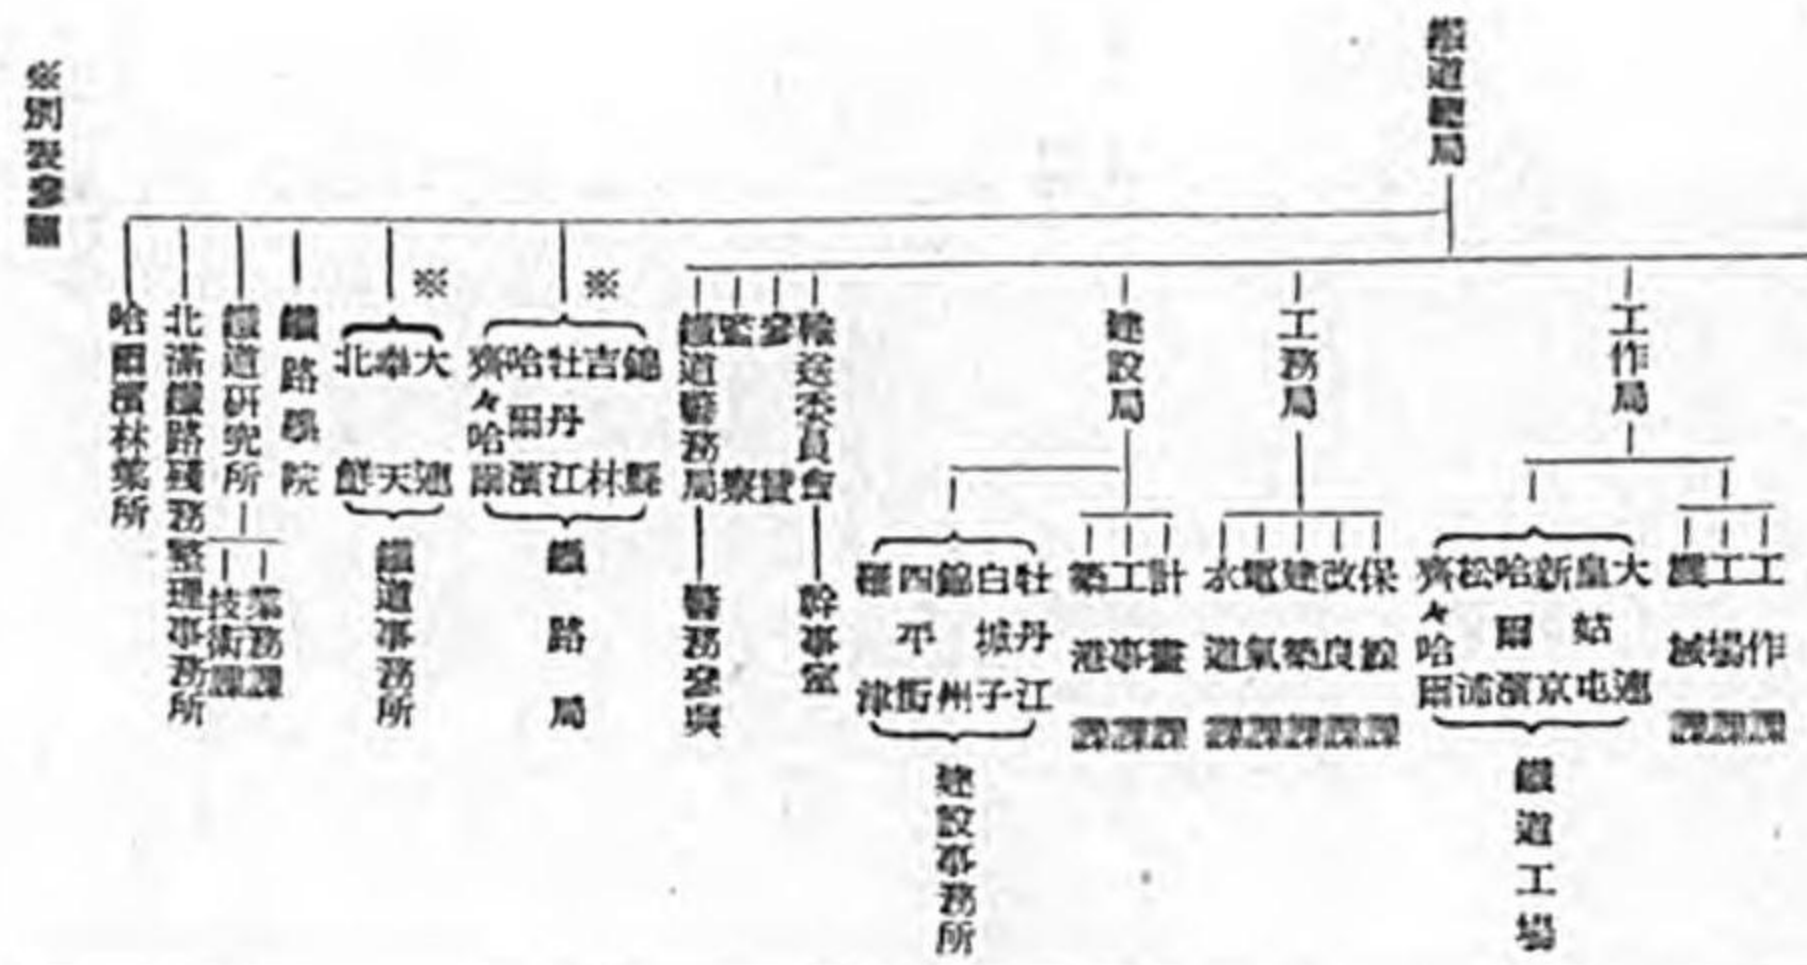 鐵道總局
工作局
工作課
工場課
機械課
大連
皇姑屯
新京
哈爾濱
松浦
齊々哈爾
鐵道工場
工務局
保線課
改良課
建築課
電氣課
水道課
建設局
計畫課
工事課
築港課
牡丹江
白城子
錦州
四平街
羅津
建設事務所
輸送委員會
幹事室
參贊
監察
鐵道警務局
警務參與
※
錦縣
吉林
牡丹江
哈爾濱
齊々哈爾
鐵路局
※
大連
奉天
北鮮
鐵道事務所
鐵路學院
鐵道研究所
業務課
技術課
北滿鐵路殘務整理事務所
哈爾濱林業所
※別表參照